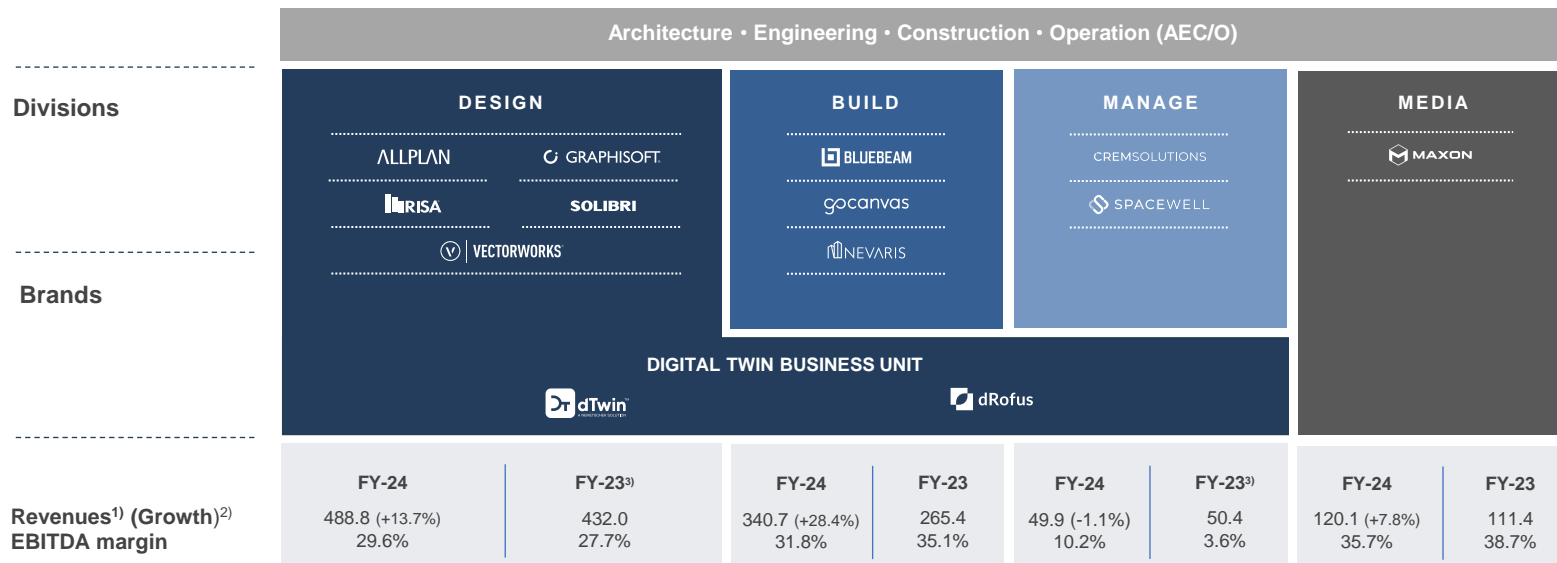 Architecture • Engineering • Construction • Operation (AEC/O)
Divisions
DESIGN
ALLPLAN
GRAPHISOFT.
RISA
SOLIBRI
VECTORWORKS
BUILD
BLUEBEAM
gocanvas
NEVARIS
MANAGE
CREMSOLUTIONS
SPACEWELL
MEDIA
MAXON
Brands
DIGITAL TWIN BUSINESS UNIT
dTwin™
A NEMETSCHEK SOLUTION
dRofus
FY-24 FY-23³⁾ FY-24 FY-23 FY-24 FY-23³⁾ FY-24 FY-23
Revenues¹⁾ (Growth)²⁾ 488.8 (+13.7%) 432.0 340.7 (+28.4%) 265.4 49.9 (-1.1%) 50.4 120.1 (+7.8%) 111.4
EBITDA margin 29.6% 27.7% 31.8% 35.1% 10.2% 3.6% 35.7% 38.7%